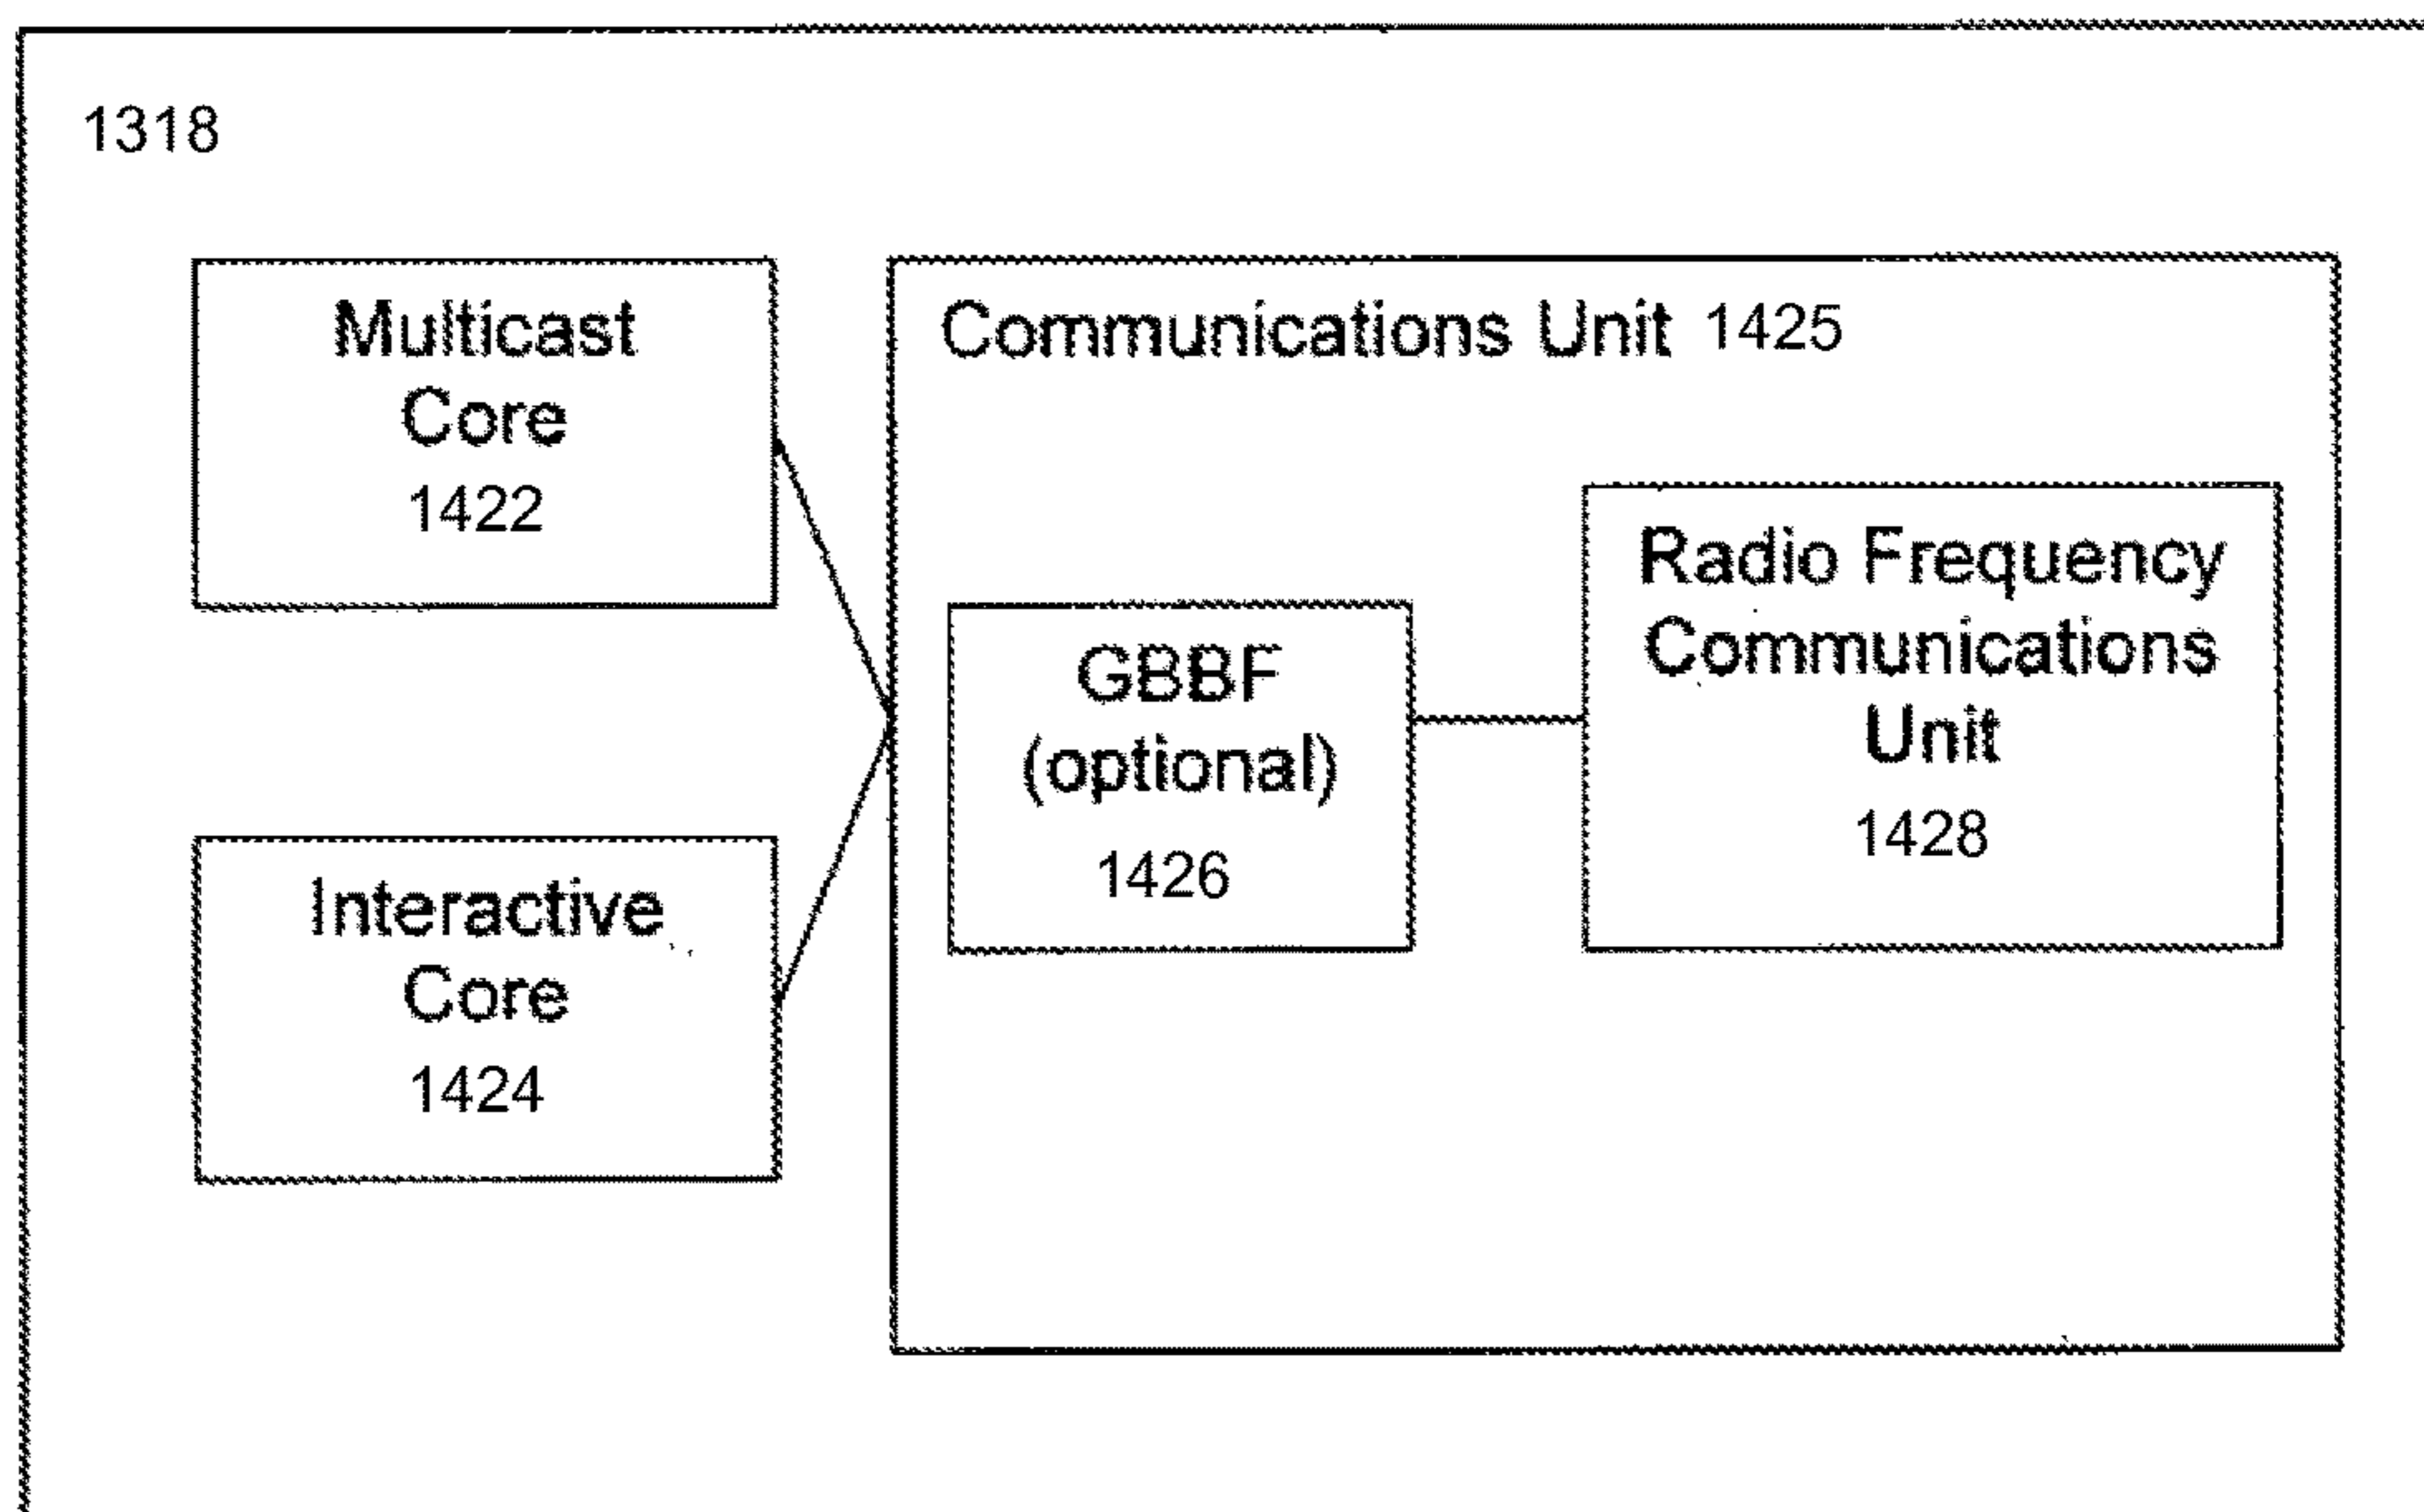 1318
Multicast
Core
1422
Interactive
Core
1424
Communications Unit 1425
GBBF
(optional)
1426
Radio Frequency
Communications
Unit
1428